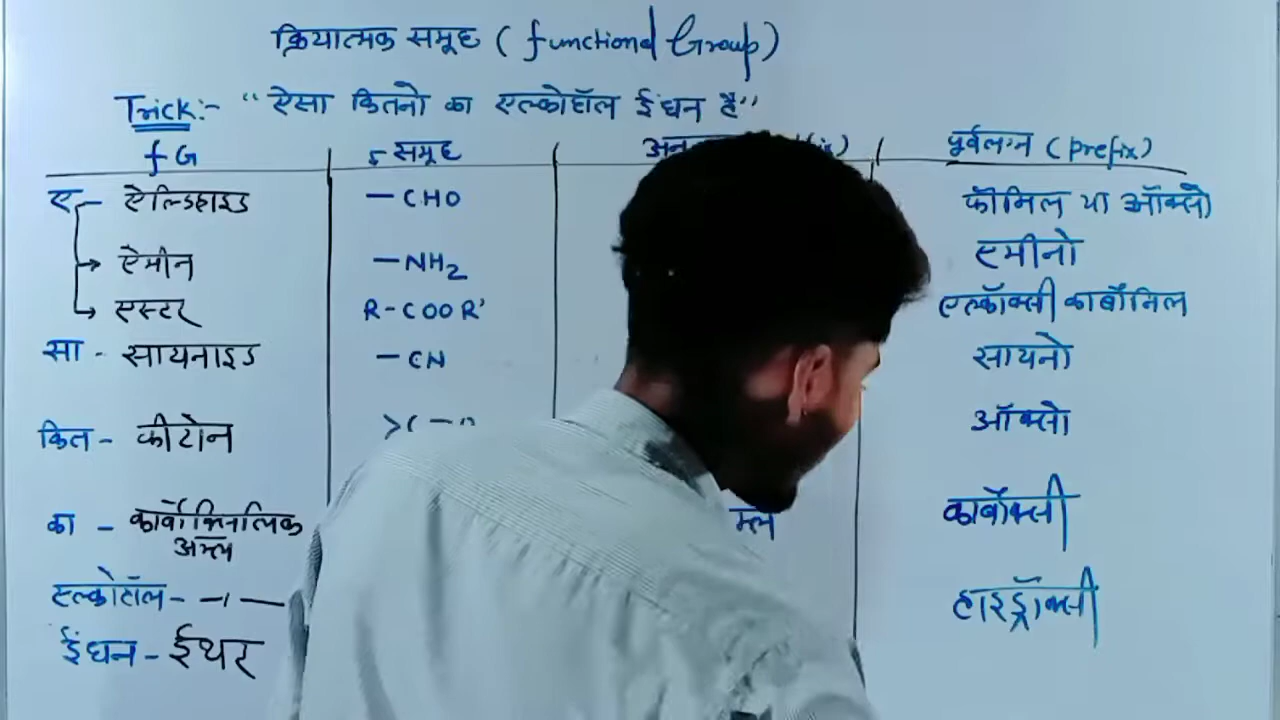 क्रियात्मक समूह ( functional Group)
Trick:- "ऐसा कितनो का एल्कोहॉल ईंधन है"
fG समूह अनु पूर्वलग्न (prefix)
ए - ऐल्डिहाइड -CHO फॉर्मिल या ऑक्सो
→ ऐमीन -NH₂ एमीनो
→ एस्टर R-COOR' एल्कॉक्सी कार्बोनिल
सा - सायनाइड -CN सायनो
कित - कीटोन >C ऑक्सो
का - कार्बोक्सिलिक अम्ल म्ल कार्बोक्सी
एल्कोहॉल - हाइड्रॉक्सी
ईंधन - ईथर